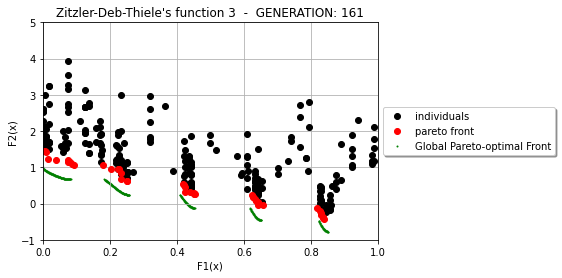 Zitzler-Deb-Thiele's function 3 - GENERATION: 161
5
4
3
2
1
0
−1
F2(x)
0.0 0.2 0.4 0.6 0.8 1.0
F1(x)
individuals
pareto front
Global Pareto-optimal Front